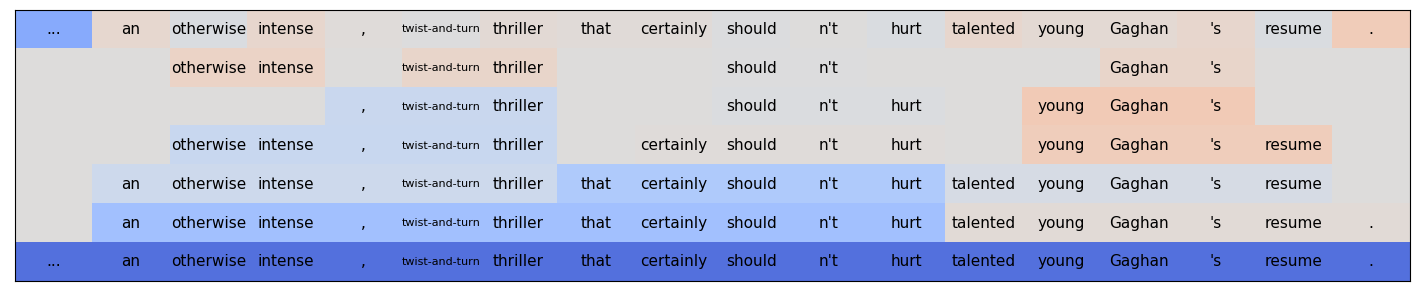 ... an otherwise intense , twist-and-turn thriller that certainly should n't hurt talented young Gaghan 's resume .
otherwise intense twist-and-turn thriller should n't Gaghan 's
, twist-and-turn thriller should n't hurt young Gaghan 's
otherwise intense , twist-and-turn thriller certainly should n't hurt young Gaghan 's resume
an otherwise intense , twist-and-turn thriller that certainly should n't hurt talented young Gaghan 's resume
an otherwise intense , twist-and-turn thriller that certainly should n't hurt talented young Gaghan 's resume .
... an otherwise intense , twist-and-turn thriller that certainly should n't hurt talented young Gaghan 's resume .